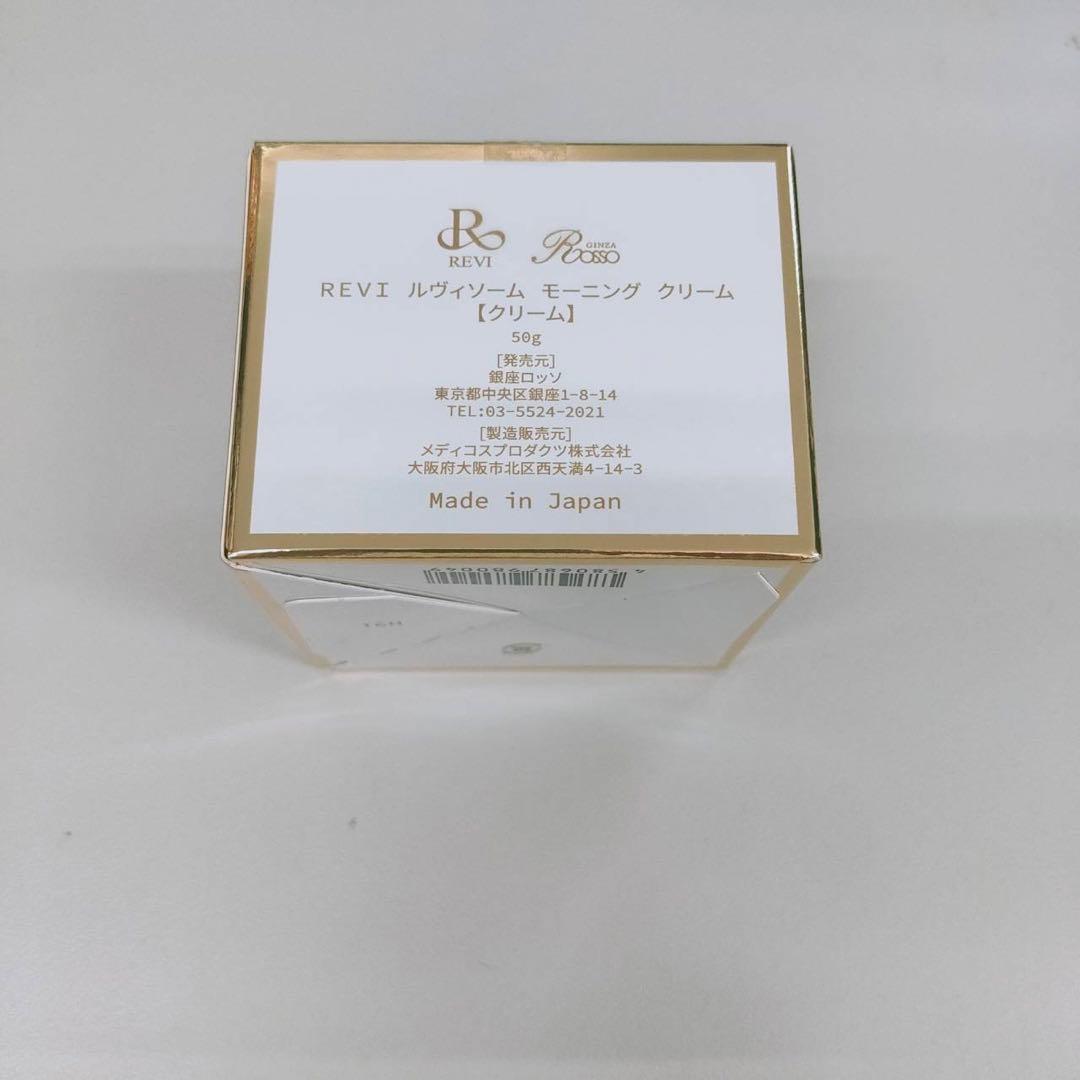 R
REVI
GINZA
Rosso
REVI ルヴィソーム モーニング クリーム
【クリーム】
50g
[発売元]
銀座ロッソ
東京都中央区銀座1-8-14
TEL:03-5524-2021
[製造販売元]
メディコスプロダクツ株式会社
大阪府大阪市北区西天満4-14-3
Made in Japan